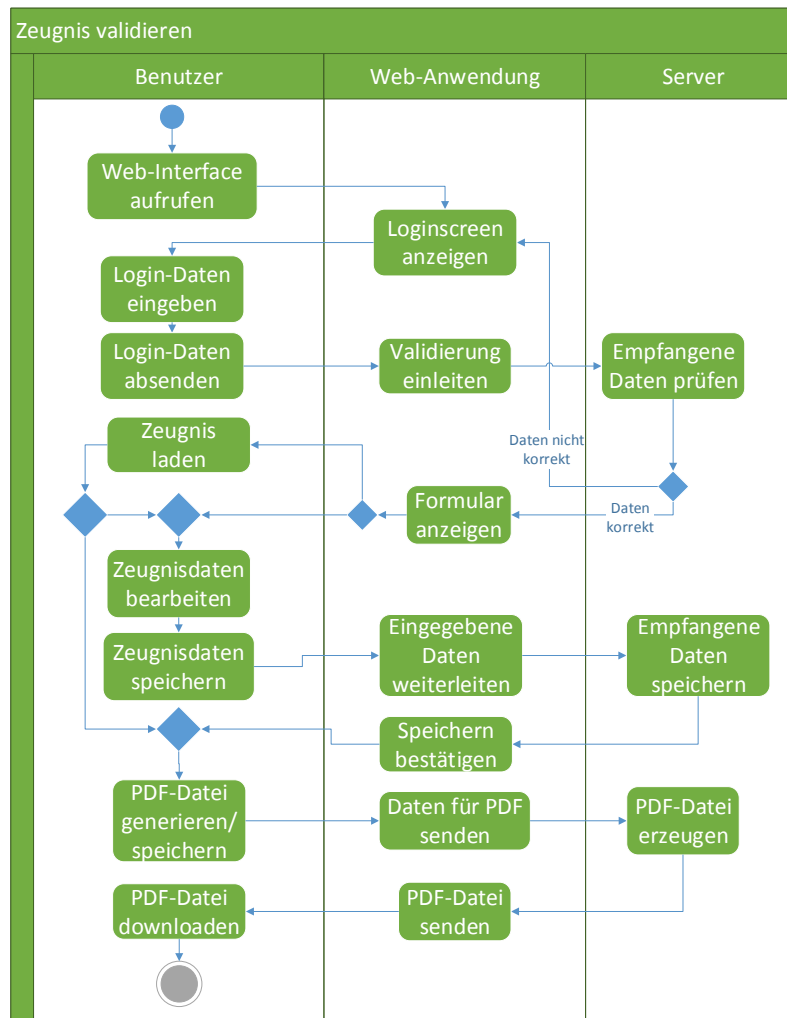 Zeugnis validieren
Benutzer
Web-Anwendung
Server
Web-Interface
aufrufen
Loginscreen
anzeigen
Login-Daten
eingeben
Login-Daten
absenden
Validierung
einleiten
Empfangene
Daten prüfen
Zeugnis
laden
Daten nicht
korrekt
Formular
anzeigen
Daten
korrekt
Zeugnisdaten
bearbeiten
Zeugnisdaten
speichern
Eingegebene
Daten
weiterleiten
Empfangene
Daten
speichern
Speichern
bestätigen
PDF-Datei
generieren/
speichern
Daten für PDF
senden
PDF-Datei
erzeugen
PDF-Datei
downloaden
PDF-Datei
senden